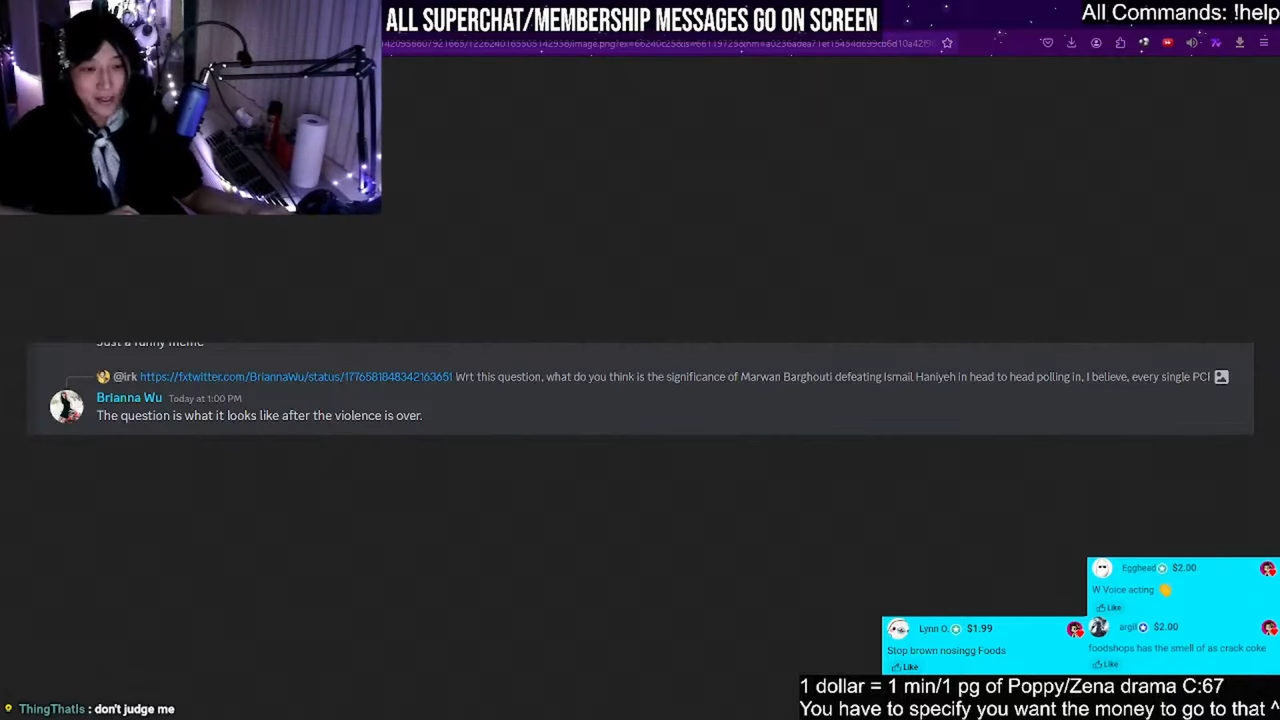 ALL SUPERCHAT/MEMBERSHIP MESSAGES GO ON SCREEN
All Commands: !help
Just a funny meme
@irk https://fxtwitter.com/BriannaWu/status/1776581848342163651 Wrt this question, what do you think is the significance of Marwan Barghouti defeating Ismail Haniyeh in head to head polling in, I believe, every single PCI
Brianna Wu Today at 1:00 PM
The question is what it looks like after the violence is over.
Egghead $2.00
W Voice acting
Like
Lynn O. $1.99
Stop brown nosingg Foods
Like
argil $2.00
foodshops has the smell of as crack coke
Like
1 dollar = 1 min/1 pg of Poppy/Zena drama C:67
You have to specify you want the money to go to that ^
ThingThatIs : don't judge me